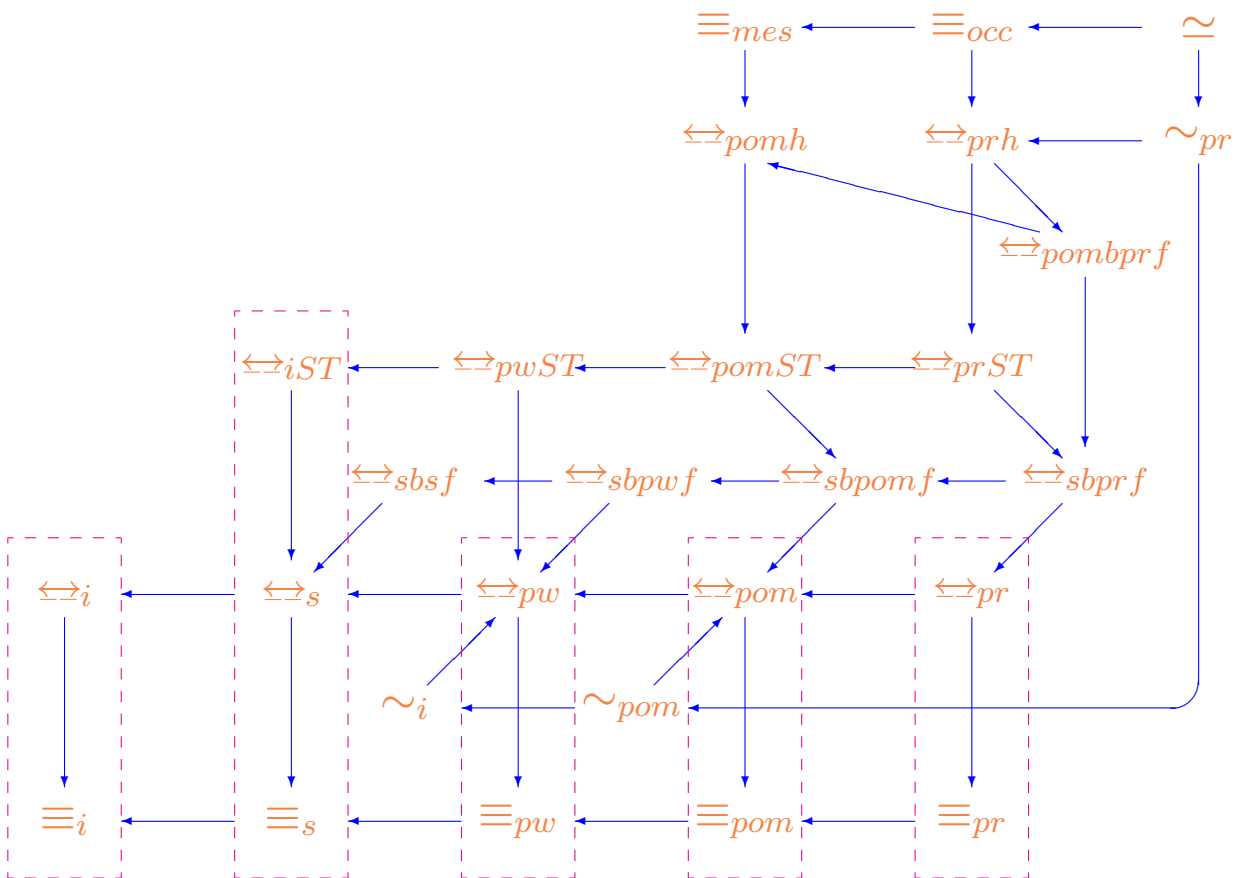 ≡mes ≡occ ≃
↔pomh ↔prh ∼pr
↔pombprf
↔iST ↔pwST ↔pomST ↔prST
↔sbsf ↔sbpwf ↔sbpomf ↔sbprf
↔i ↔s ↔pw ↔pom ↔pr
∼i ∼pom
≡i ≡s ≡pw ≡pom ≡pr